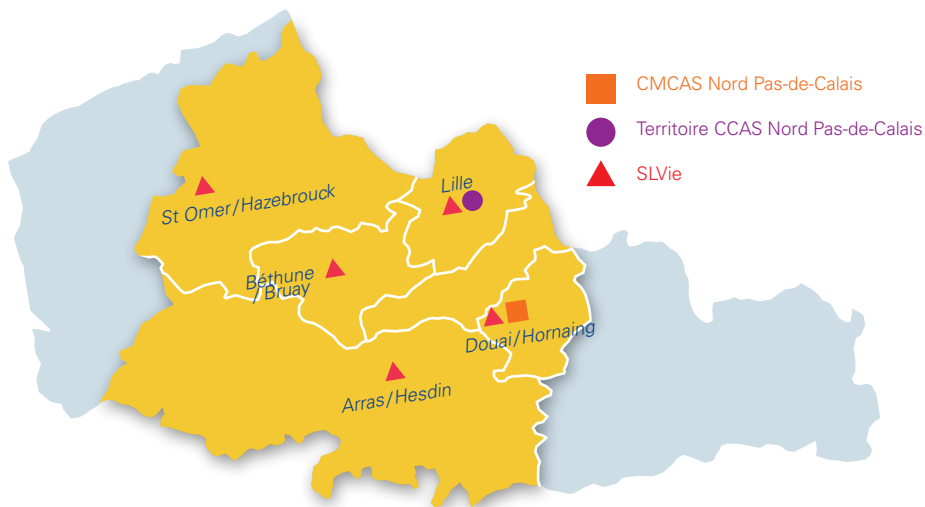 CMCAS Nord Pas-de-Calais
Territoire CCAS Nord Pas-de-Calais
SLVie
Lille
St Omer/Hazebrouck
Béthune
/Bruay
Douai/Hornaing
Arras/Hesdin